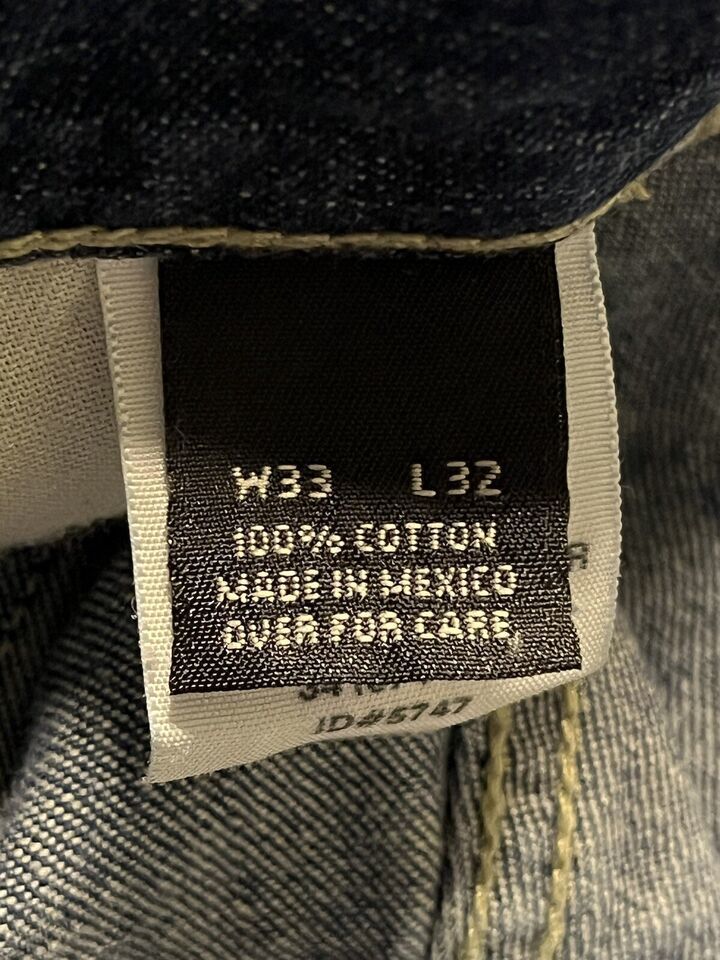 W33 L32
100% COTTON
MADE IN MEXICO
OVER FOR CARE,
ID#5747